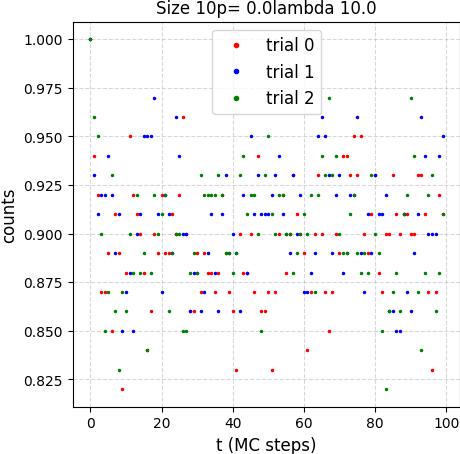 Size 10p= 0.0lambda 10.0
trial 0
trial 1
trial 2
counts
1.000
0.975
0.950
0.925
0.900
0.875
0.850
0.825
0 20 40 60 80 100
t (MC steps)